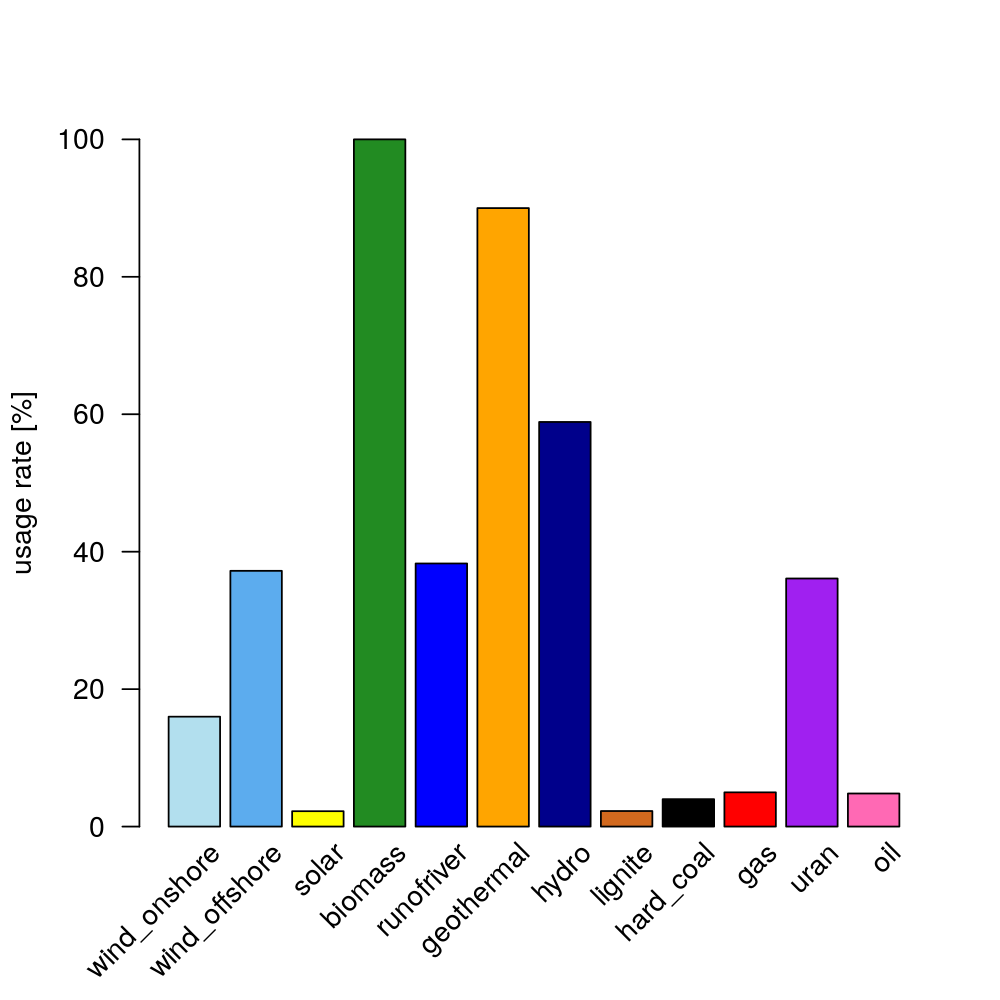 100
80
60
40
20
0
usage rate [%]
wind_onshore
wind_offshore
solar
biomass
runofriver
geothermal
hydro
lignite
hard_coal
gas
uran
oil